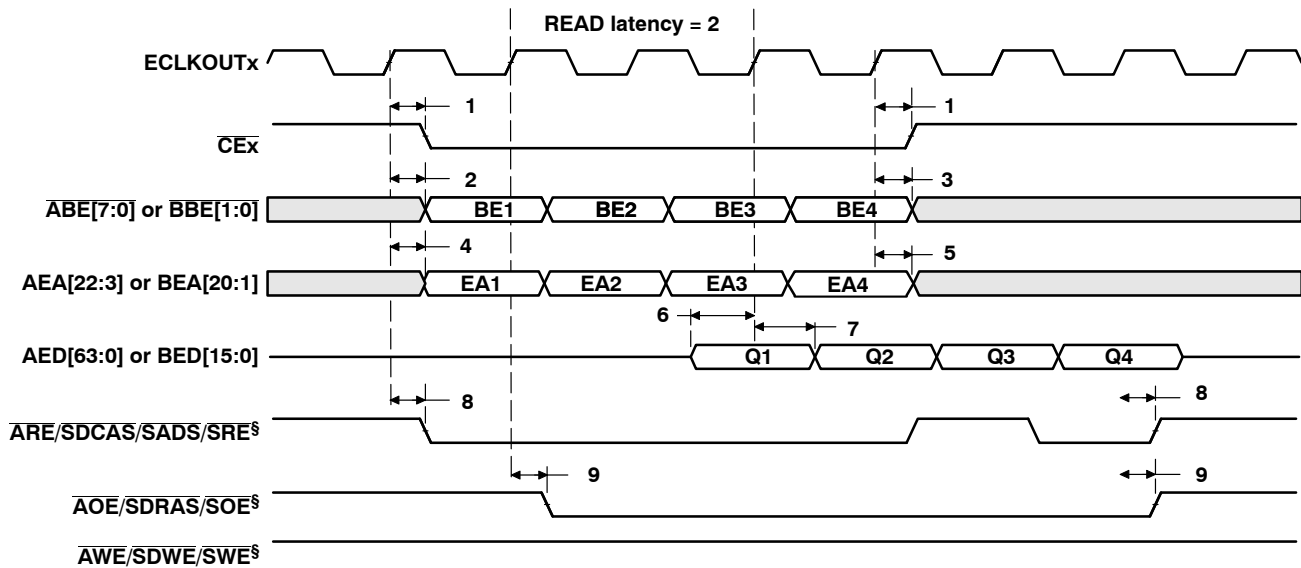 READ latency = 2
ECLKOUTx
1
1
CEx
2
3
ABE[7:0] or BBE[1:0]
BE1
BE2
BE3
BE4
4
5
AEA[22:3] or BEA[20:1]
EA1
EA2
EA3
EA4
6
7
AED[63:0] or BED[15:0]
Q1
Q2
Q3
Q4
8
8
ARE/SDCAS/SADS/SRE§
9
9
AOE/SDRAS/SOE§
AWE/SDWE/SWE§